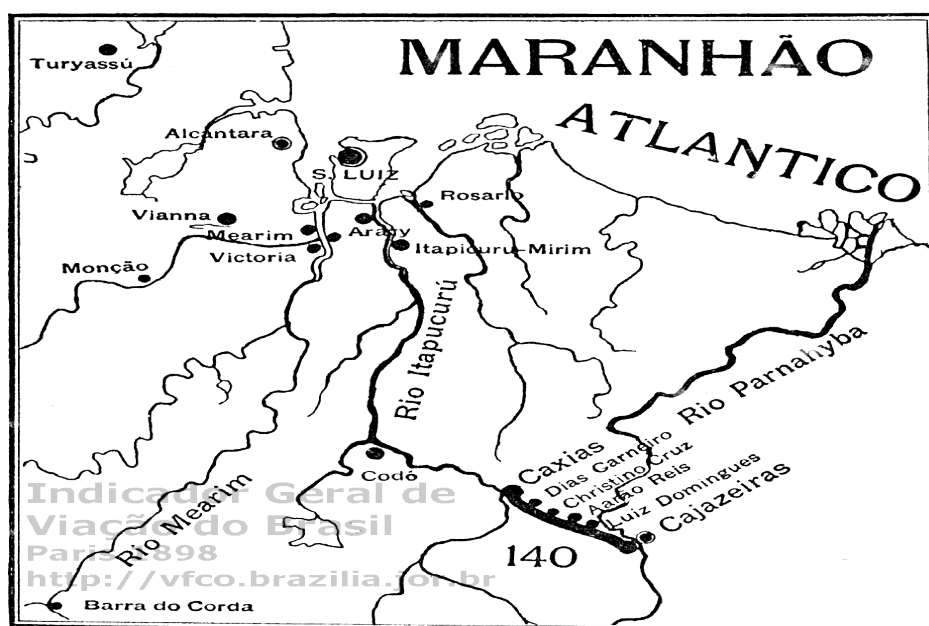 MARANHÃO
ATLANTICO
Turyassú
Alcantara
S. LUIZ
Rosario
Vianna
Mearim
Araçy
Victoria
Itapicuru-Mirim
Monção
Rio Itapucurú
Rio Parnahyba
Caxias
Dias Carneiro
Christino Cruz
Aarão Reis
Luiz Domingues
Cajazeiras
Codó
140
Rio Mearim
Barra do Corda
Indicador Geral de
Viação do Brasil
Paris 1898
http://vfco.brazilia.jor.br